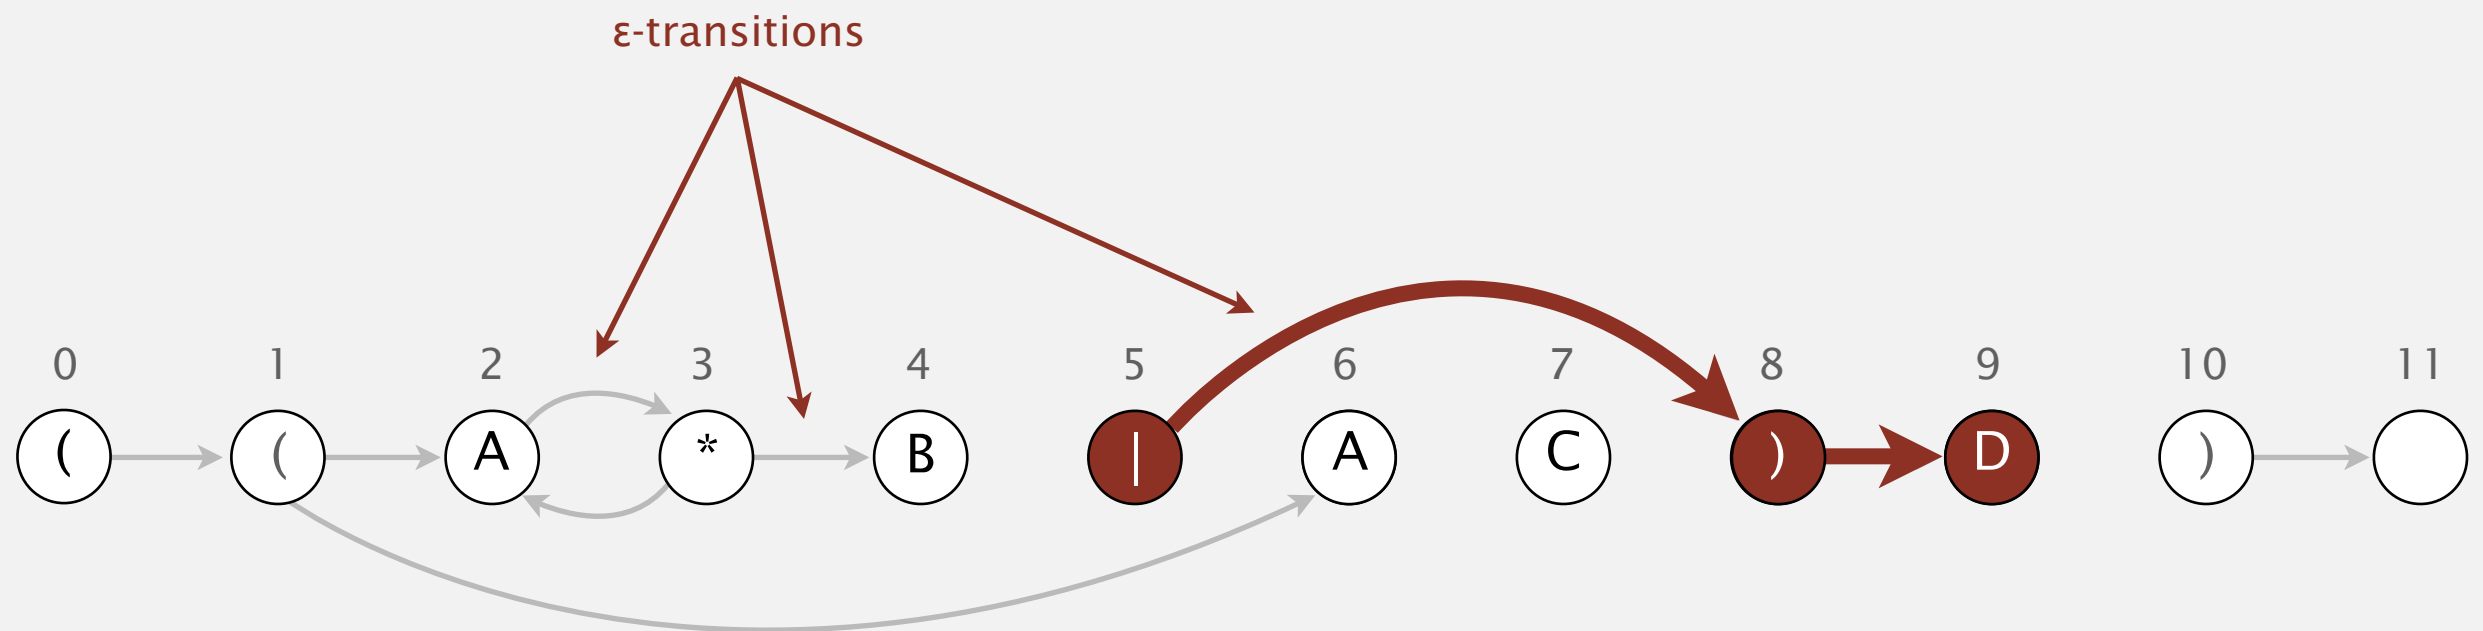 ε-transitions
0 1 2 3 4 5 6 7 8 9 10 11
( ( A * B | A C ) D )